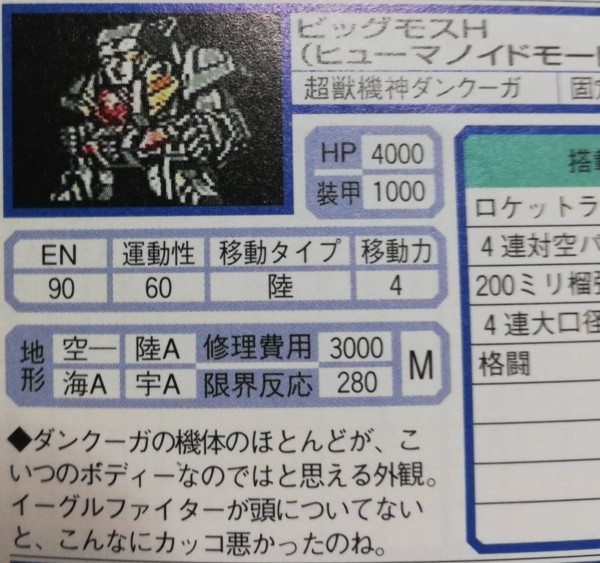 ビッグモスH
(ヒューマノイドモード
超獣機神ダンクーガ
HP 4000
装甲 1000
EN 運動性 移動タイプ 移動力
90 60 陸 4
地形 空― 陸A 修理費用 3000 M
海A 宇A 限界反応 280
◆ダンクーガの機体のほとんどが、こ
いつのボディーなのではと思える外観。
イーグルファイターが頭についてない
と、こんなにカッコ悪かったのね。
搭
ロケットラ
4連対空
200ミリ榴
4連大口径
格闘